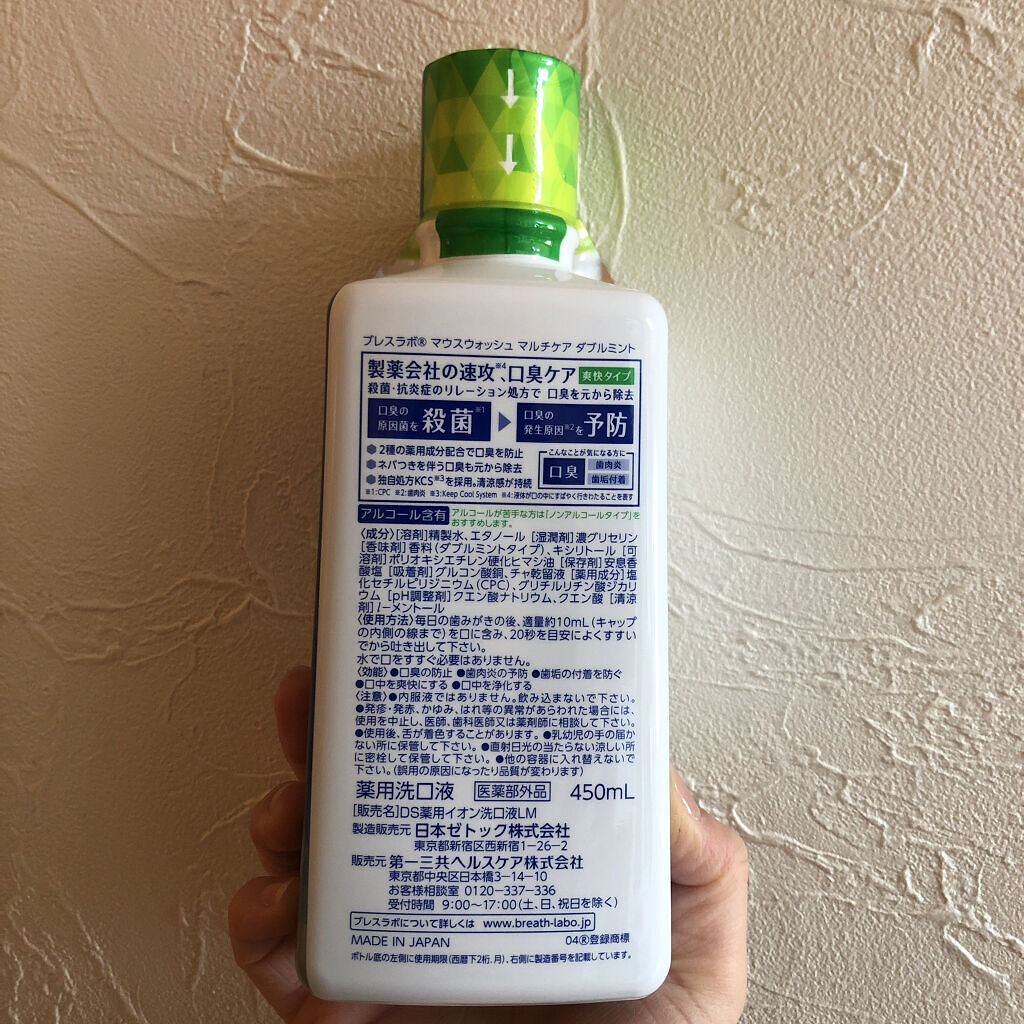 ブレスラボ® マウスウォッシュ マルチケア ダブルミント
製薬会社の速攻※4、口臭ケア 爽快タイプ
殺菌・抗炎症のリレーション処方で 口臭を元から除去
口臭の
原因菌を 殺菌※1
口臭の
発生原因※2を 予防
●2種の薬用成分配合で口臭を防止
●ネバつきを伴う口臭も元から除去
●独自処方KCS※3を採用。清涼感が持続
こんなことが気になる方に
口臭
歯肉炎
歯垢付着
※1:CPC ※2:歯肉炎 ※3:Keep Cool System ※4:液体が口の中にすばやく行きわたることを表す
アルコール含有
アルコールが苦手な方は「ノンアルコールタイプ」を
おすすめします。
〈成分〉[溶剤]精製水、エタノール [湿潤剤]濃グリセリン
[香味剤]香料(ダブルミントタイプ)、キシリトール [可
溶剤]ポリオキシエチレン硬化ヒマシ油 [保存剤]安息香
酸塩 [吸着剤]グルコン酸銅、チャ乾留液 [薬用成分]塩
化セチルピリジニウム(CPC)、グリチルリチン酸ジカリ
ウム [pH調整剤]クエン酸ナトリウム、クエン酸 [清涼
剤]l-メントール
〈使用方法〉毎日の歯みがきの後、適量約10mL(キャップ
の内側の線まで)を口に含み、20秒を目安によくすすい
でから吐き出して下さい。
水で口をすすぐ必要はありません。
〈効能〉●口臭の防止 ●歯肉炎の予防 ●歯垢の付着を防ぐ
●口中を爽快にする ●口中を浄化する
〈注意〉●内服液ではありません。飲み込まないで下さい。
●発疹・発赤、かゆみ、はれ等の異常があらわれた場合には、
使用を中止し、医師、歯科医師又は薬剤師に相談して下さい。
●使用後、舌が着色することがあります。●乳幼児の手の届か
ない所に保管して下さい。●直射日光の当たらない涼しい所
に密栓して保管して下さい。●他の容器に入れ替えないで
下さい。(誤用の原因になったり品質が変わります)
薬用洗口液 医薬部外品 450mL
[販売名]DS薬用イオン洗口液LM
製造販売元 日本ゼトック株式会社
東京都新宿区西新宿1-26-2
販売元 第一三共ヘルスケア株式会社
東京都中央区日本橋3-14-10
お客様相談室 0120-337-336
受付時間 9:00〜17:00(土、日、祝日を除く)
ブレスラボについて詳しくは www.breath-labo.jp
MADE IN JAPAN 04®登録商標
ボトル底の左側に使用期限(西暦下2桁.月)、右側に製造番号を記載しています。